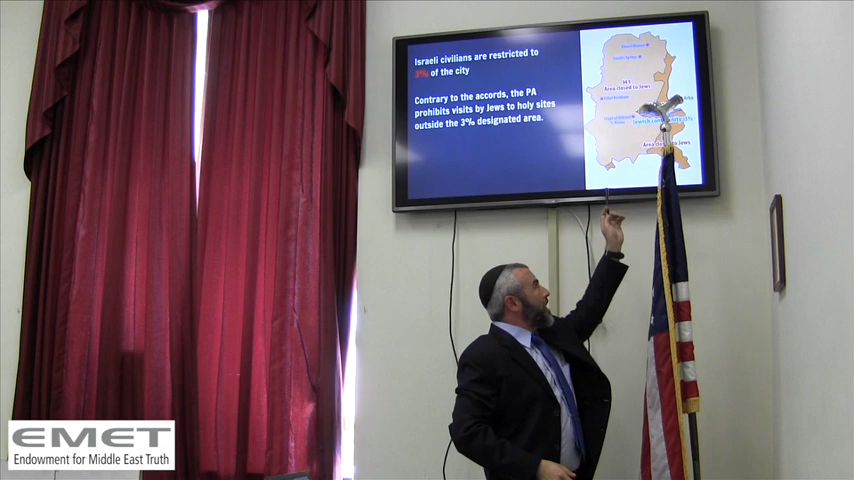 Israeli civilians are restricted to
3% of the city
Contrary to the accords, the PA
prohibits visits by Jews to holy sites
outside the 3% designated area.
H1
Area closed to Jews
Area closed to Jews
EMET
Endowment for Middle East Truth